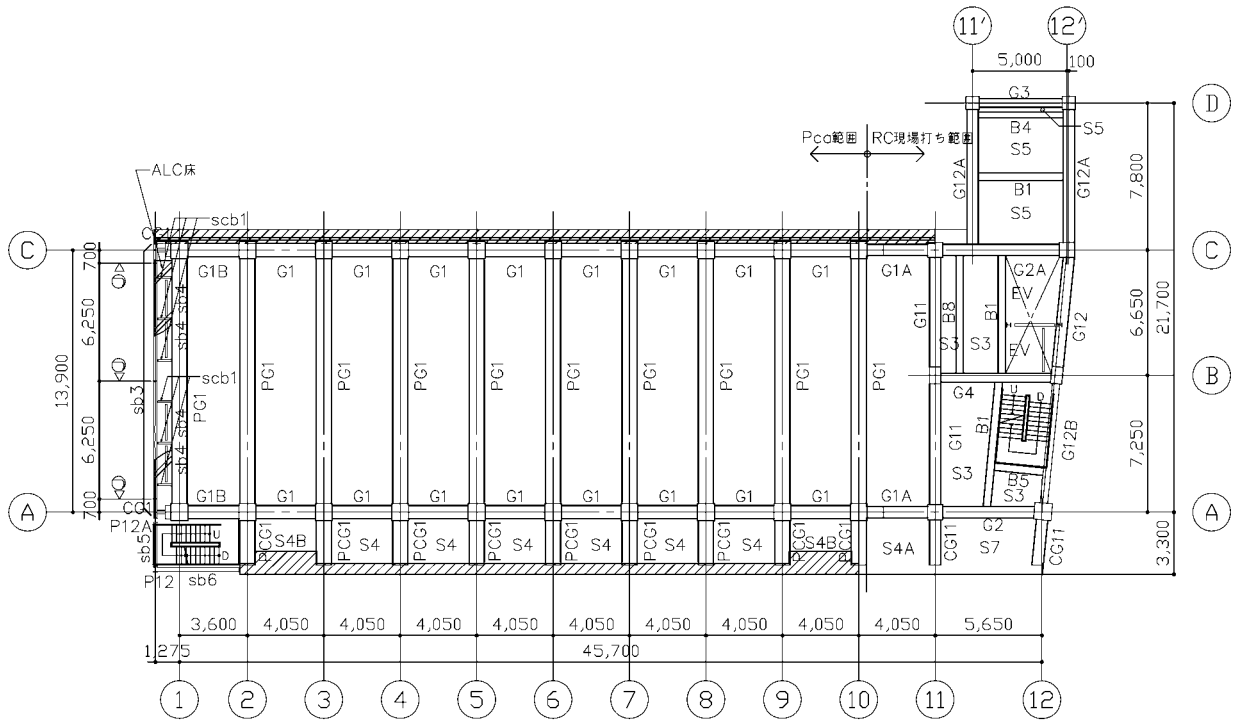 11' 12'
5,000 100
G3
D
B4 S5
S5
Pca範囲 RC現場打ち範囲
G12A G12A 7,800
ALC床
B1
S5
scb1
C C
700 G1B G1 G1 G1 G1 G1 G1 G1 G1A G2A
EV
6,250 sb4 G11 B8 B1 G12 6,650 21,700
sb4 S3 S3 EV
13,900 scb1 PG1 PG1 PG1 PG1 PG1 PG1 PG1 PG1 PG1 PG1
B
sb3 G4 U D
sb4 G11 B1 G12B 7,250
6,250 sb4 S3
B5
700 G1B G1 G1 G1 G1 G1 G1 G1 G1A S3
A A
P12A G2
sb5 U D S4B PCG1 S4 PCG1 S4 PCG1 S4 PCG1 S4 PCG1 S4 PCG1 S4 PCG1 S4B S4A CG11 S7 CG11 3,300
P12 sb6
3,600 4,050 4,050 4,050 4,050 4,050 4,050 4,050 4,050 4,050 5,650
1,275 45,700
1 2 3 4 5 6 7 8 9 10 11 12